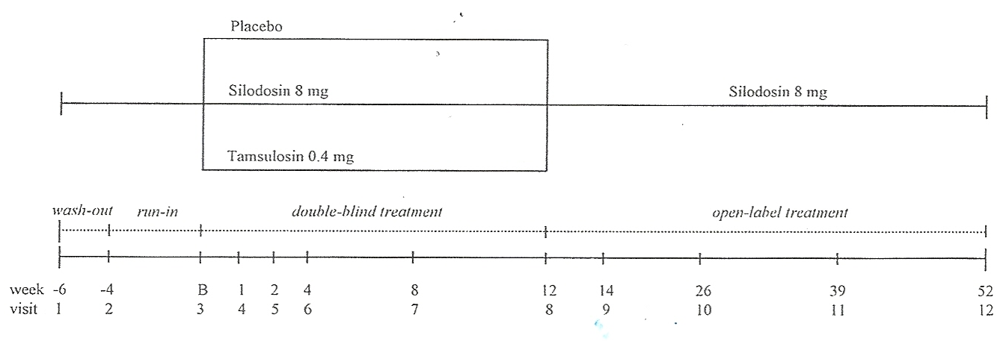 Placebo
Silodosin 8 mg
Silodosin 8 mg
Tamsulosin 0.4 mg
wash-out run-in double-blind treatment open-label treatment
week -6 -4 B 1 2 4 8 12 14 26 39 52
visit 1 2 3 4 5 6 7 8 9 10 11 12